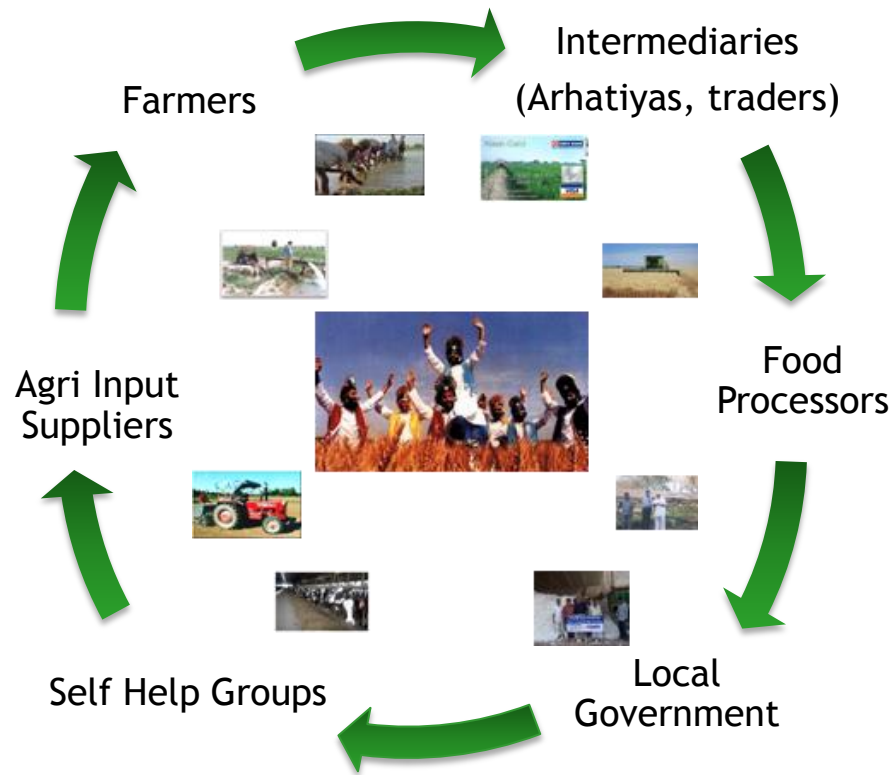 Farmers
Intermediaries
(Arhatiyas, traders)
Food
Processors
Local
Government
Self Help Groups
Agri Input
Suppliers